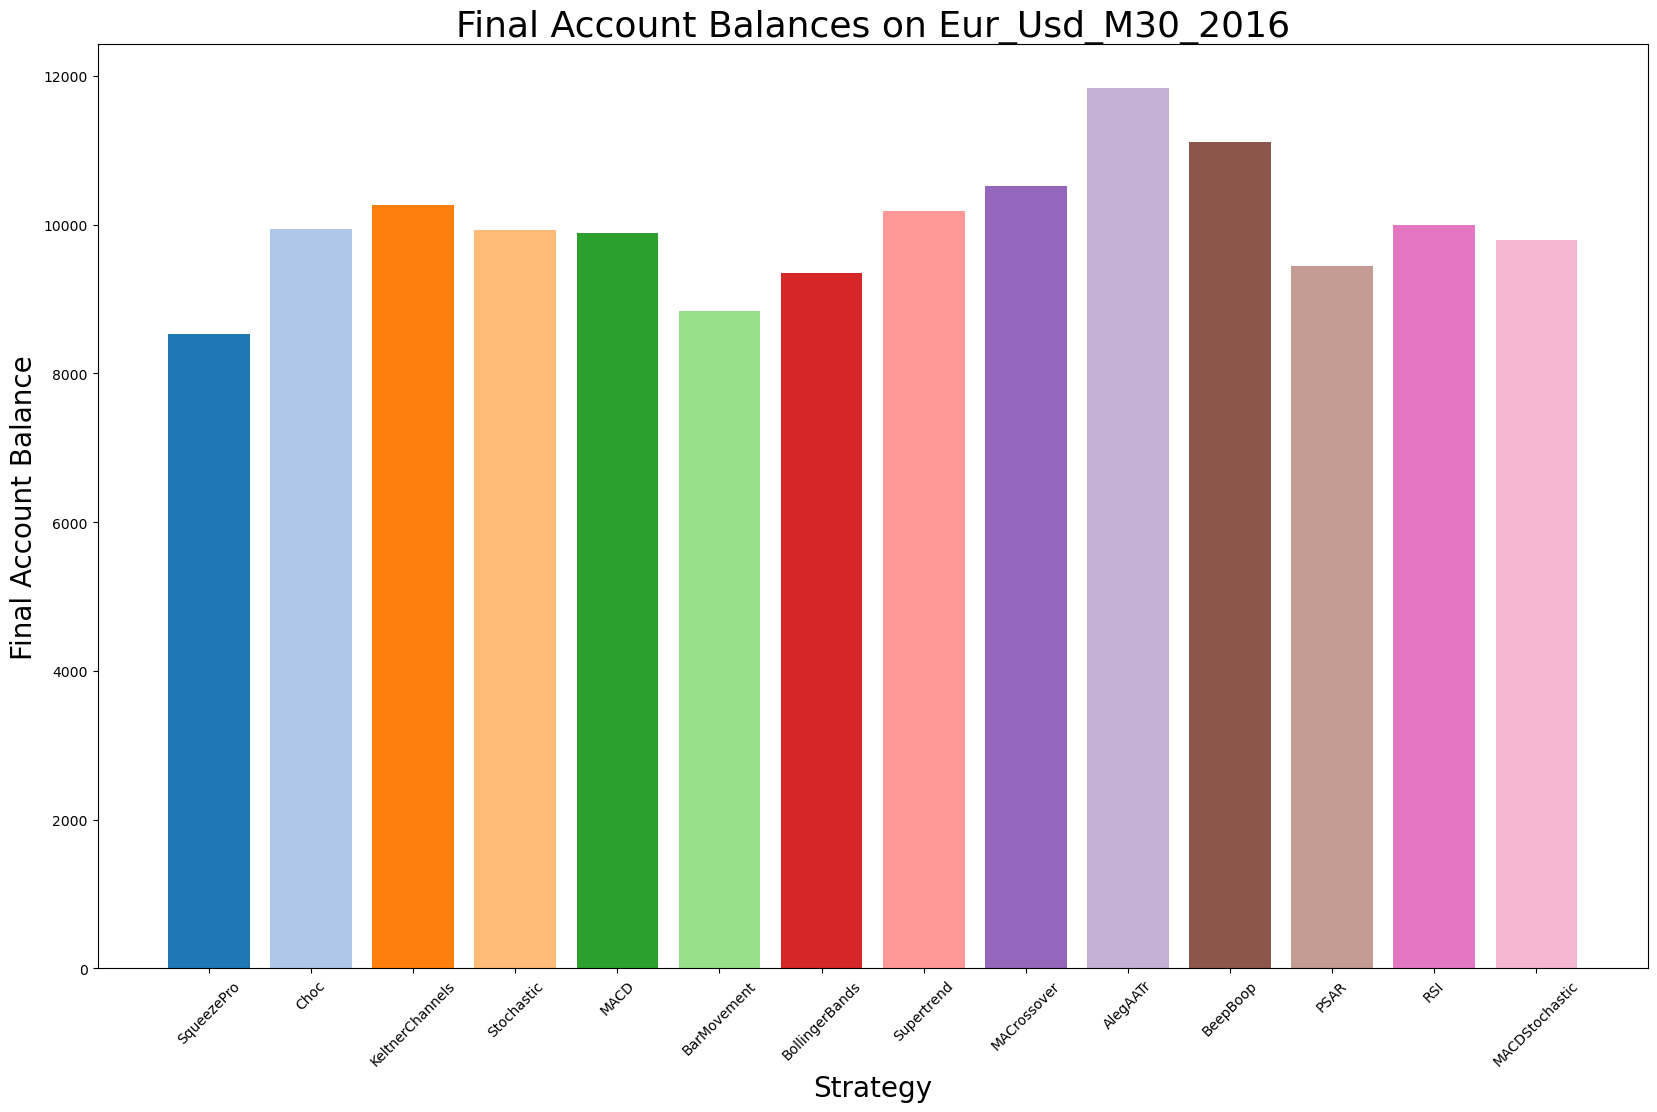 Final Account Balances on Eur_Usd_M30_2016
Final Account Balance
12000
10000
8000
6000
4000
2000
0
SqueezePro
Choc
KeltnerChannels
Stochastic
MACD
BarMovement
BollingerBands
Supertrend
MACrossover
AlegAATr
BeepBoop
PSAR
RSI
MACDStochastic
Strategy